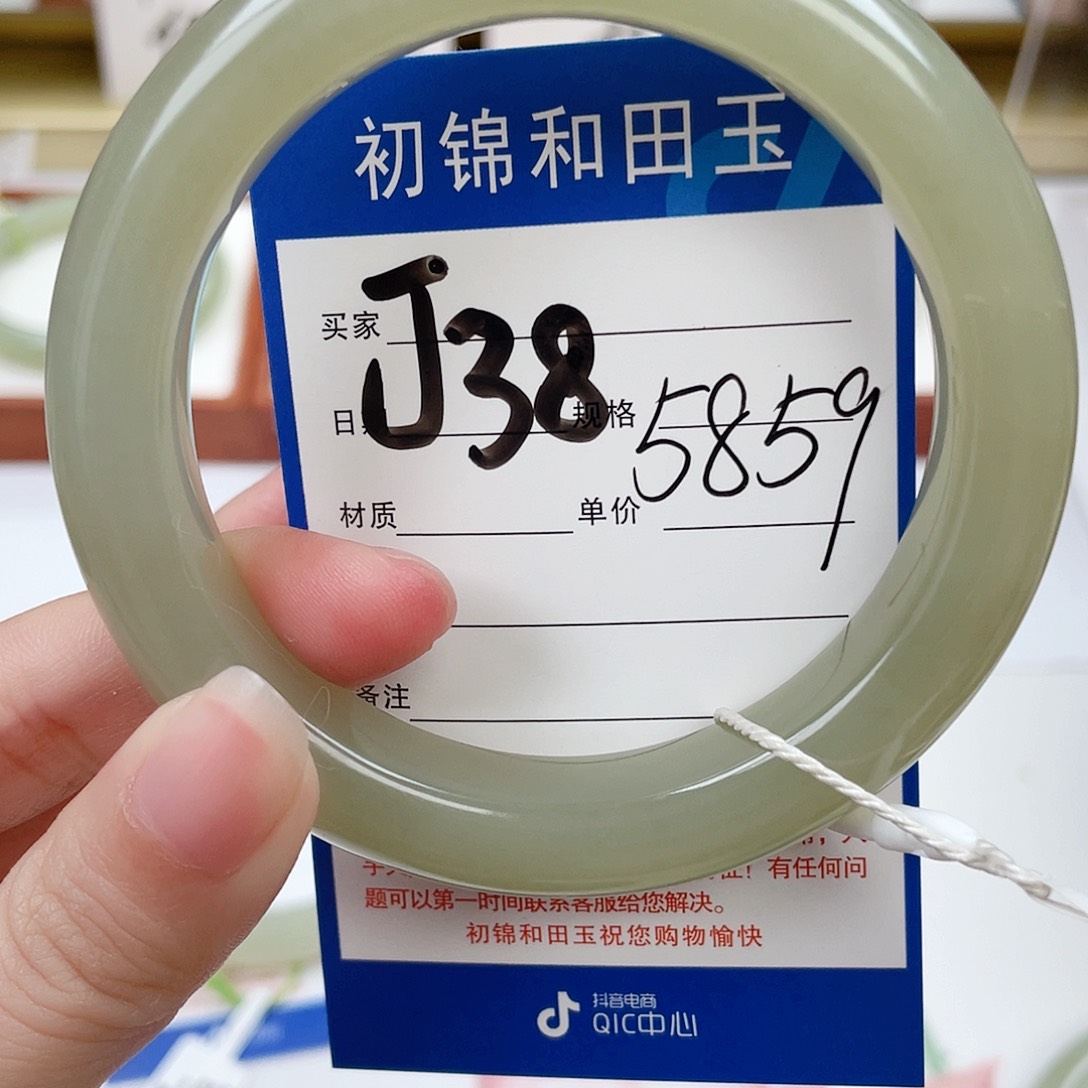 初锦和田玉
买家 J38
日 规格 5859
材质 单价
备注
有任何问
题可以第一时间联系客服给您解决。
初锦和田玉祝您购物愉快
抖音电商
QIC中心